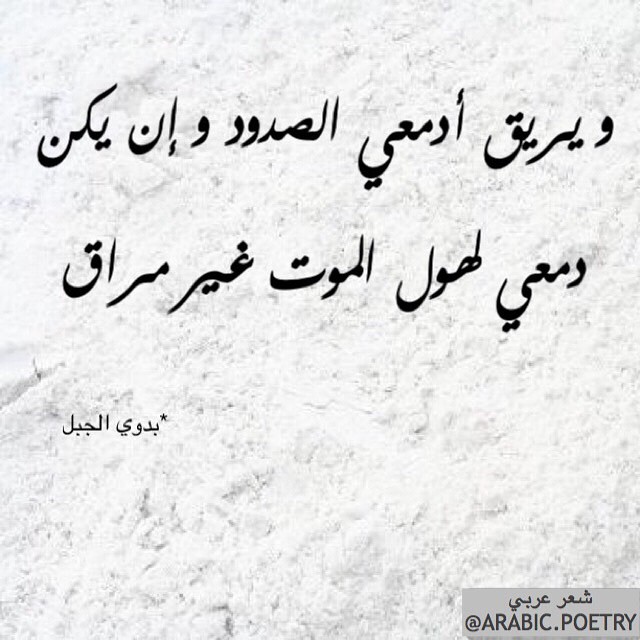 و يريق أدمعي الصدود و إن يكن
دمعي لهول الموت غير مراق
*بدوي الجبل
شعر عربي
@ARABIC.POETRY